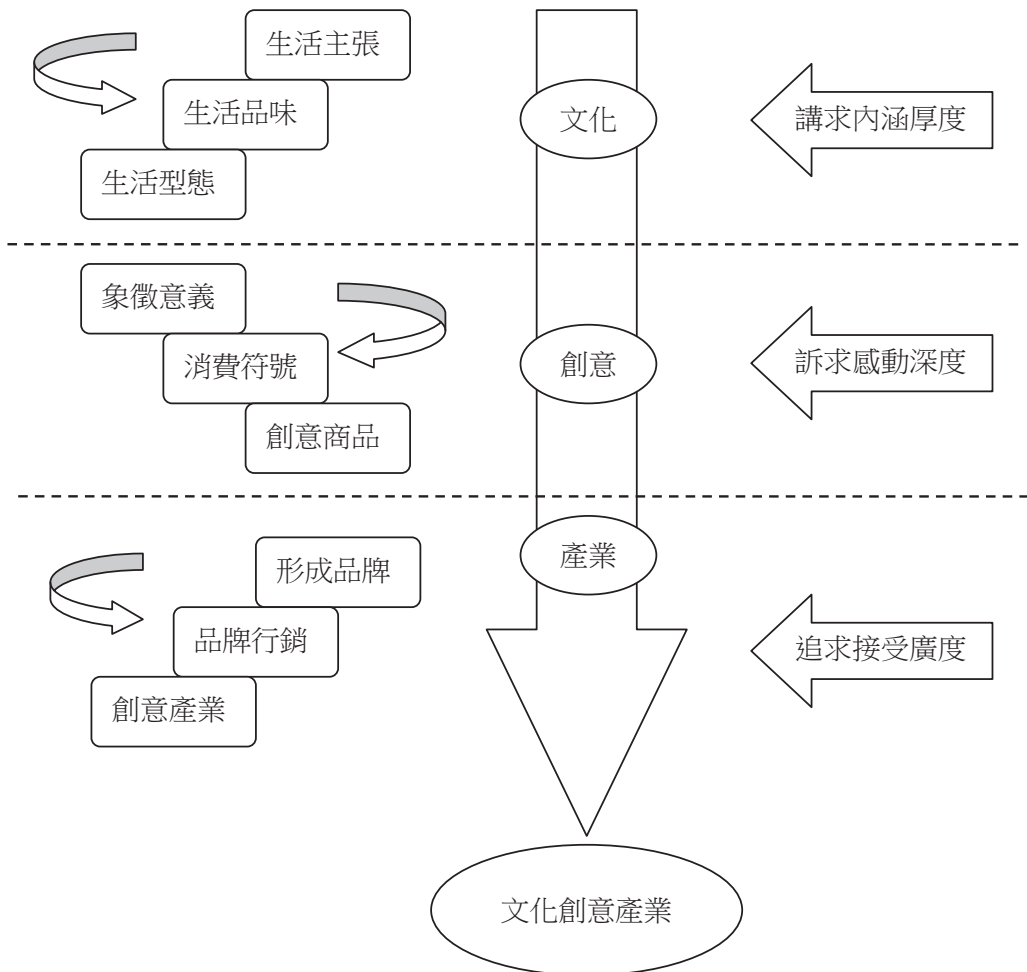 生活主張
生活品味
生活型態
文化
講求內涵厚度
象徵意義
消費符號
創意商品
創意
訴求感動深度
形成品牌
品牌行銷
創意產業
產業
追求接受廣度
文化創意產業